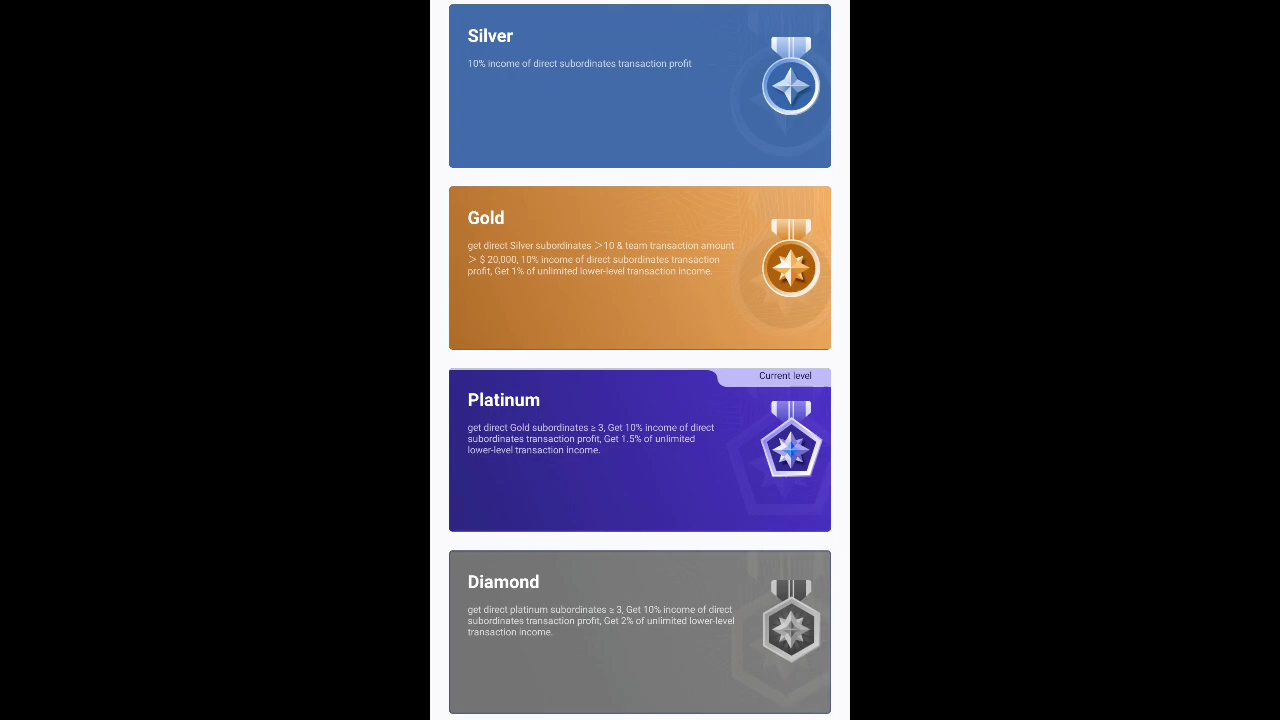 Silver
10% income of direct subordinates transaction profit
Gold
get direct Silver subordinates ＞10 & team transaction amount
＞ $ 20,000, 10% income of direct subordinates transaction
profit, Get 1% of unlimited lower-level transaction income.
Current level
Platinum
get direct Gold subordinates ≥ 3, Get 10% income of direct
subordinates transaction profit, Get 1.5% of unlimited
lower-level transaction income.
Diamond
get direct platinum subordinates ≥ 3, Get 10% income of direct
subordinates transaction profit, Get 2% of unlimited lower-level
transaction income.